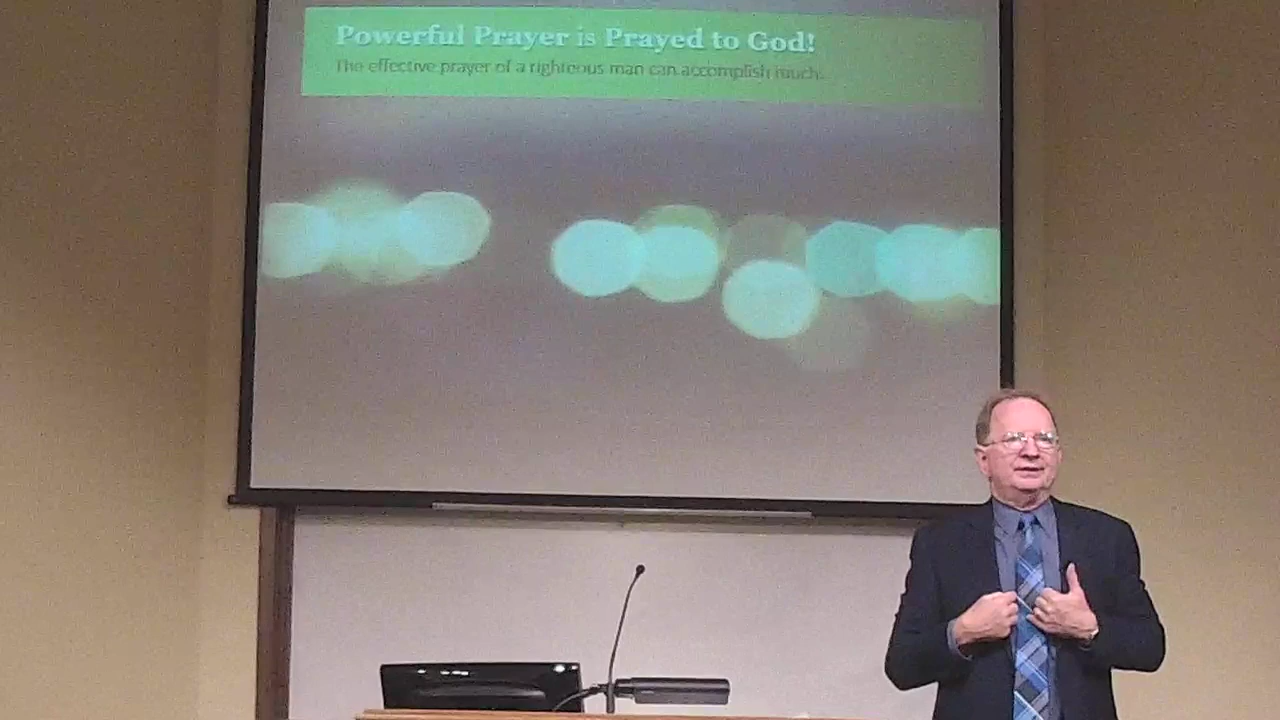 Powerful Prayer is Prayed to God!
The effective prayer of a righteous man can accomplish much.